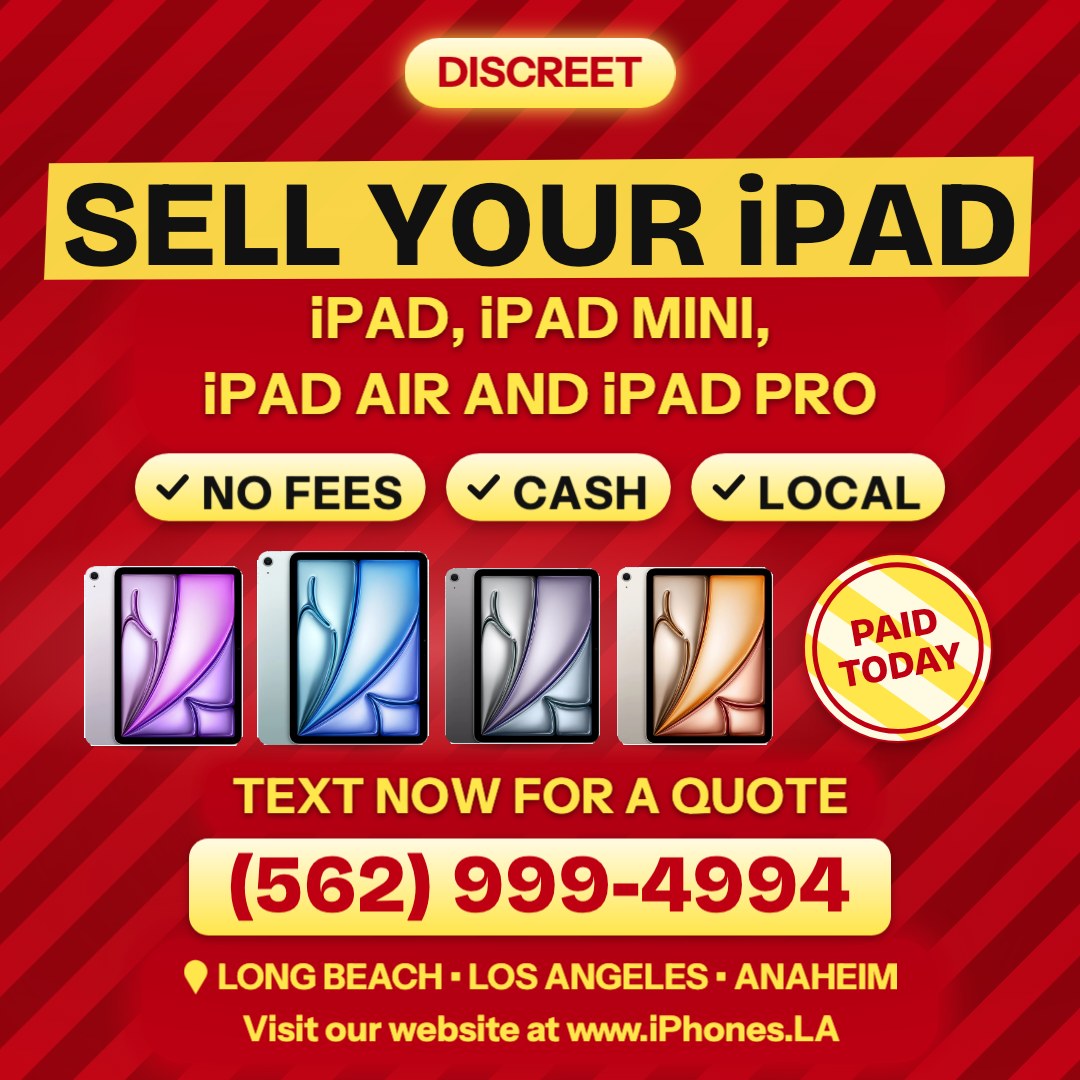 DISCREET
SELL YOUR iPAD
iPAD, iPAD MINI,
iPAD AIR AND iPAD PRO
✓ NO FEES ✓ CASH ✓ LOCAL
PAID
TODAY
TEXT NOW FOR A QUOTE
(562) 999-4994
LONG BEACH · LOS ANGELES · ANAHEIM
Visit our website at www.iPhones.LA